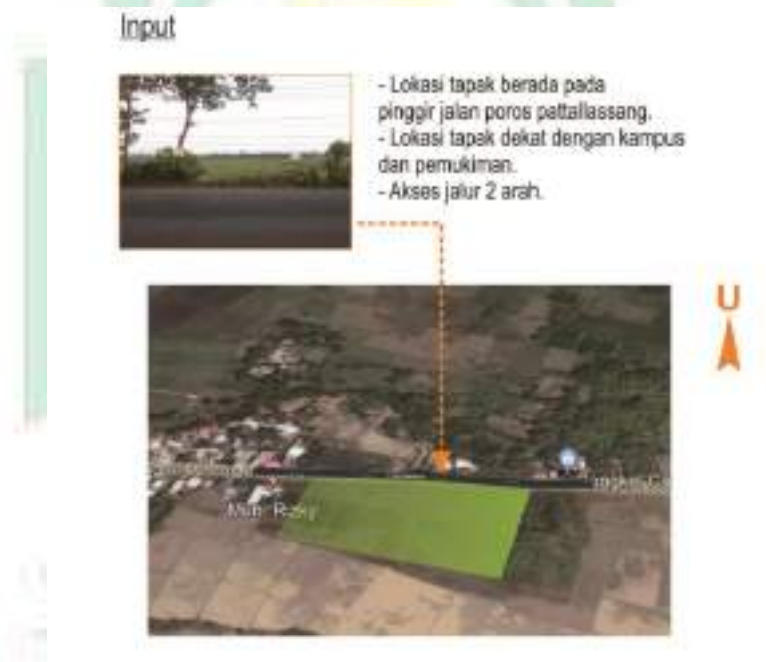 Input
- Lokasi tapak berada pada
pinggir jalan poros pattallassang.
- Lokasi tapak dekat dengan kampus
dan pemukiman.
- Akses jalur 2 arah.
U
Rizky